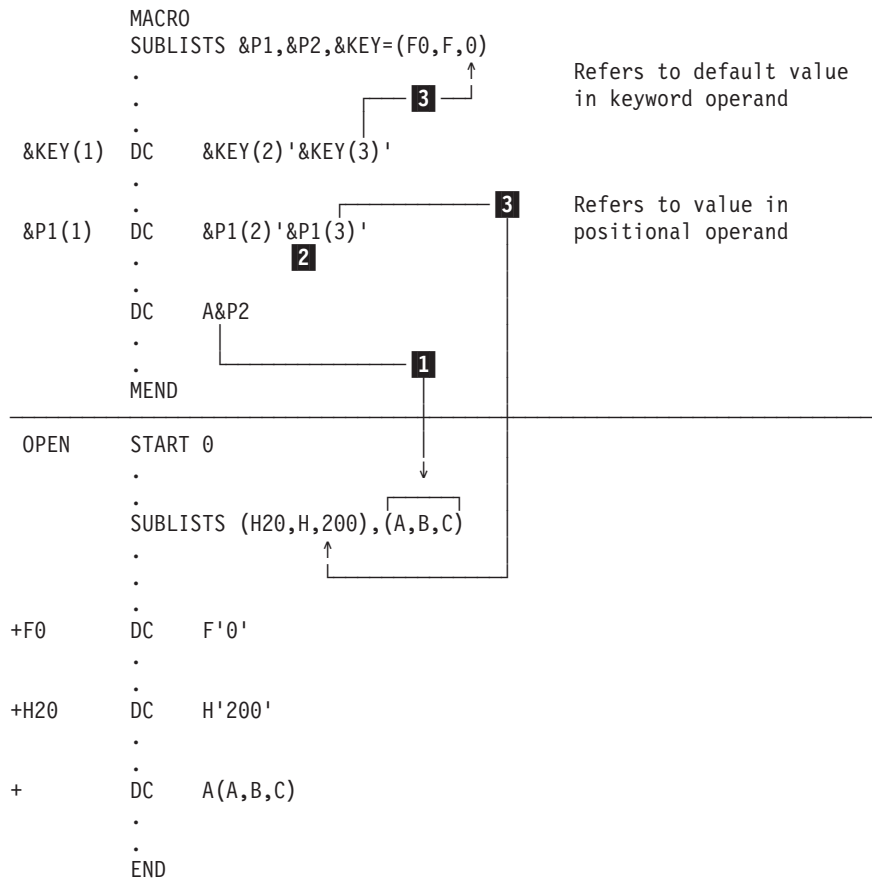 MACRO
SUBLISTS &P1,&P2,&KEY=(F0,F,0)
. Refers to default value
. 3 in keyword operand
.
&KEY(1) DC &KEY(2)'&KEY(3)'
.
. 3 Refers to value in
&P1(1) DC &P1(2)'&P1(3)' positional operand
. 2
.
DC A&P2
.
. 1
MEND
OPEN START 0
.
.
SUBLISTS (H20,H,200),(A,B,C)
.
.
.
+F0 DC F'0'
.
.
+H20 DC H'200'
.
.
+ DC A(A,B,C)
.
.
END